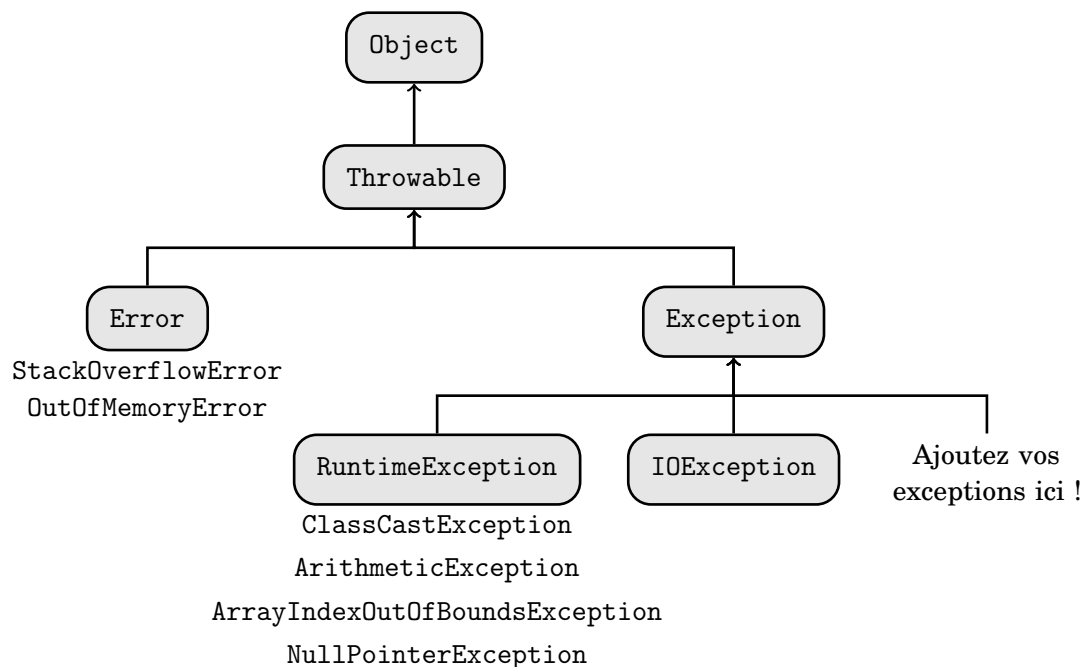 Object
Throwable
Error
Exception
StackOverflowError
OutOfMemoryError
RuntimeException
IOException
Ajoutez vos
exceptions ici !
ClassCastException
ArithmeticException
ArrayIndexOutOfBoundsException
NullPointerException